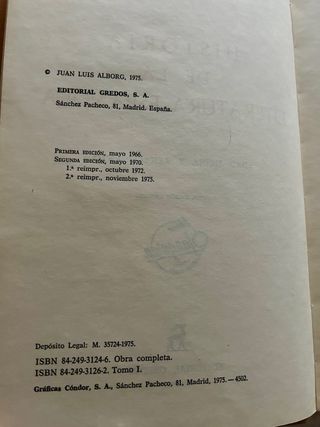 © JUAN LUIS ALBORG, 1975.
EDITORIAL GREDOS, S. A.
Sánchez Pacheco, 81, Madrid. España.
PRIMERA EDICIÓN, mayo 1966.
SEGUNDA EDICIÓN, mayo 1970.
1.ª reimpr., octubre 1972.
2.ª reimpr., noviembre 1975.
Depósito Legal: M. 35724-1975.
ISBN 84-249-3124-6. Obra completa.
ISBN 84-249-3126-2. Tomo I.
Gráficas Cóndor, S. A., Sánchez Pacheco, 81, Madrid, 1975. — 4502.